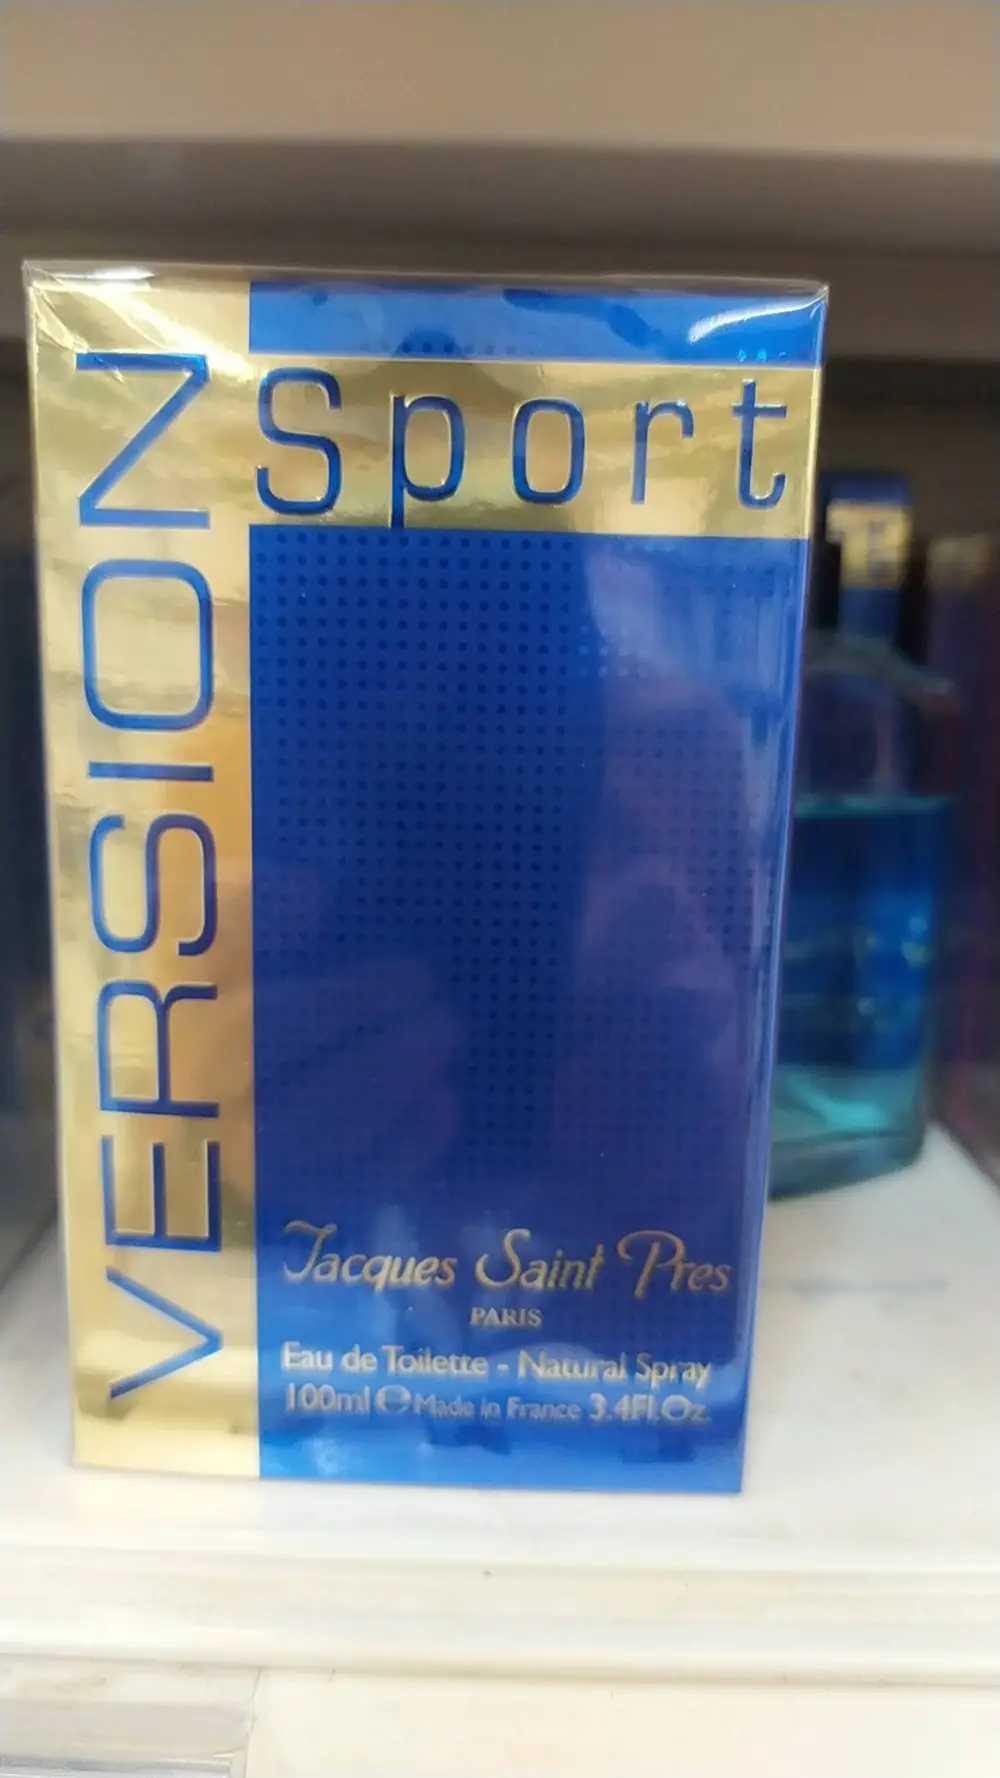 VERSION
Sport
Jacques Saint Pres
PARIS
Eau de Toilette - Natural Spray
100ml ℮ Made in France 3.4Fl.Oz.